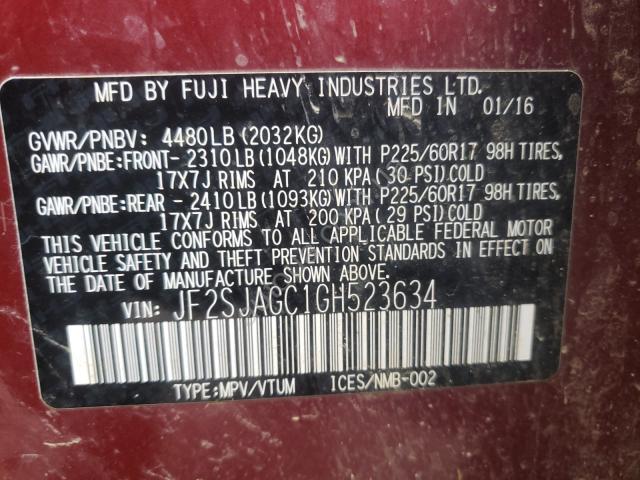 MFD BY FUJI HEAVY INDUSTRIES LTD.
MFD IN 01/16
GVWR/PNBV: 4480LB (2032KG)
GAWR/PNBE:FRONT- 2310LB (1048KG) WITH P225/60R17 98H TIRES,
17X7J RIMS AT 210 KPA (30 PSI) COLD
GAWR/PNBE:REAR - 2410LB (1093KG) WITH P225/60R17 98H TIRES,
17X7J RIMS AT 200 KPA (29 PSI) COLD
THIS VEHICLE CONFORMS TO ALL APPLICABLE FEDERAL MOTOR
VEHICLE SAFETY AND THEFT PREVENTION STANDARDS IN EFFECT ON
THE DATE OF MANUFACTURE SHOWN ABOVE.
VIN: JF2SJAGC1GH523634
TYPE:MPV/VTUM ICES/NMB-002